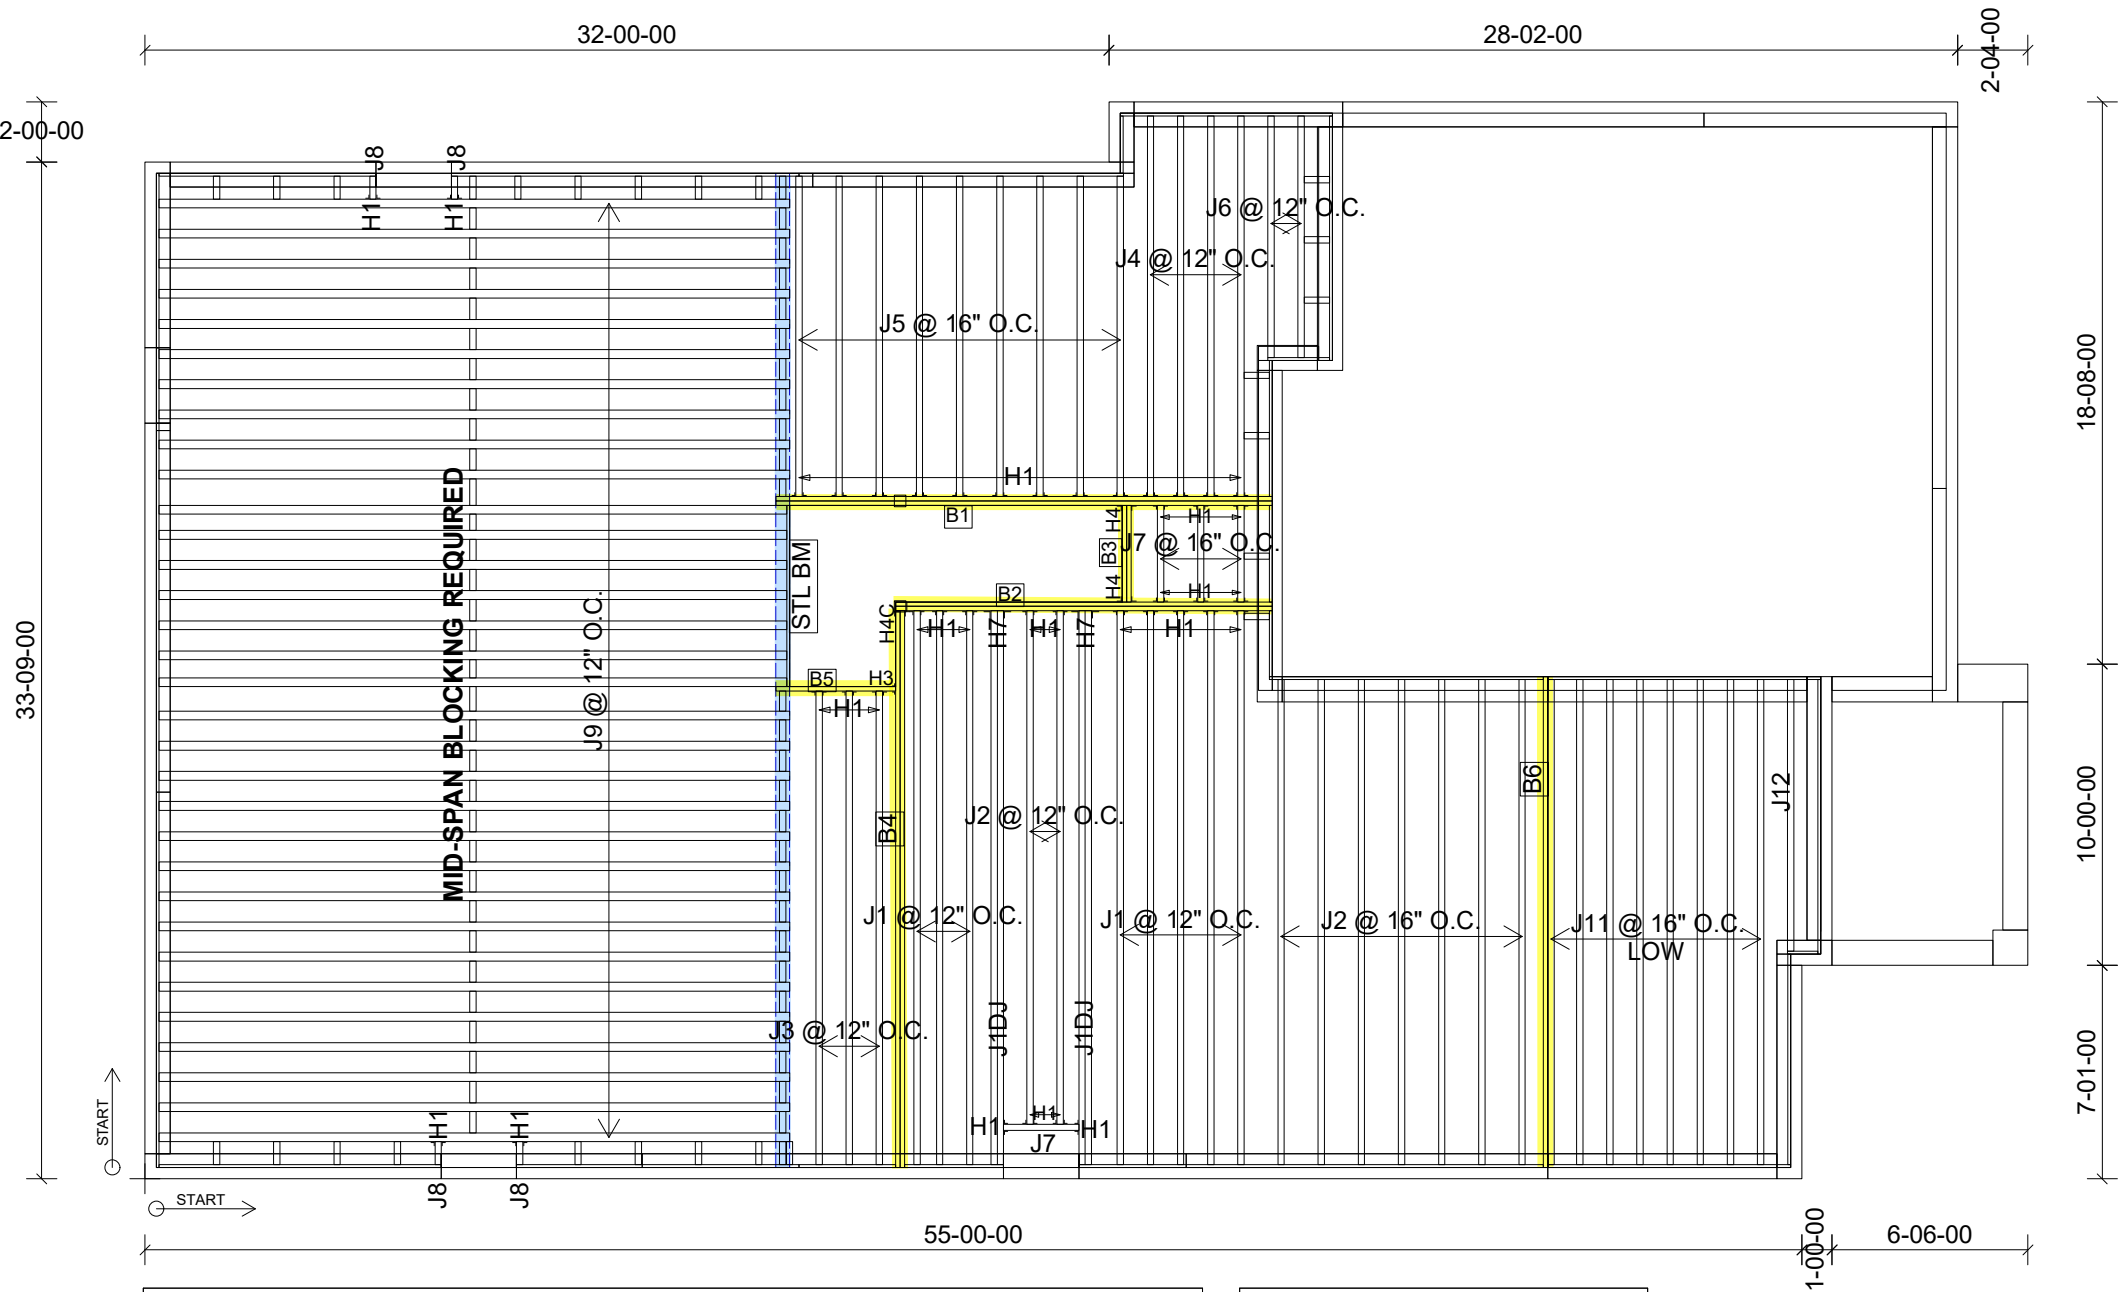 32-00-00
28-02-00
2-04-00
2-00-00
J8
J8
H1
H1
J6 @ 12" O.C.
J4 @ 12" O.C.
J5 @ 16" O.C.
18-08-00
H1
B1
H4
H1
B3
J7 @ 16" O.C.
STL BM
H4
H1
B2
MID-SPAN BLOCKING REQUIRED
J9 @ 12" O.C.
H4C
H1
H7
H1
H7
H1
33-09-00
B5
H3
H1
B6
J12
10-00-00
J2 @ 12" O.C.
B4
J1 @ 12" O.C.
J1 @ 12" O.C.
J2 @ 16" O.C.
J11 @ 16" O.C.
LOW
J3 @ 12" O.C.
J1DJ
J1DJ
7-01-00
START
H1
H1
H1
H1
H1
J7
J8
J8
START
55-00-00
1-00-00
6-06-00